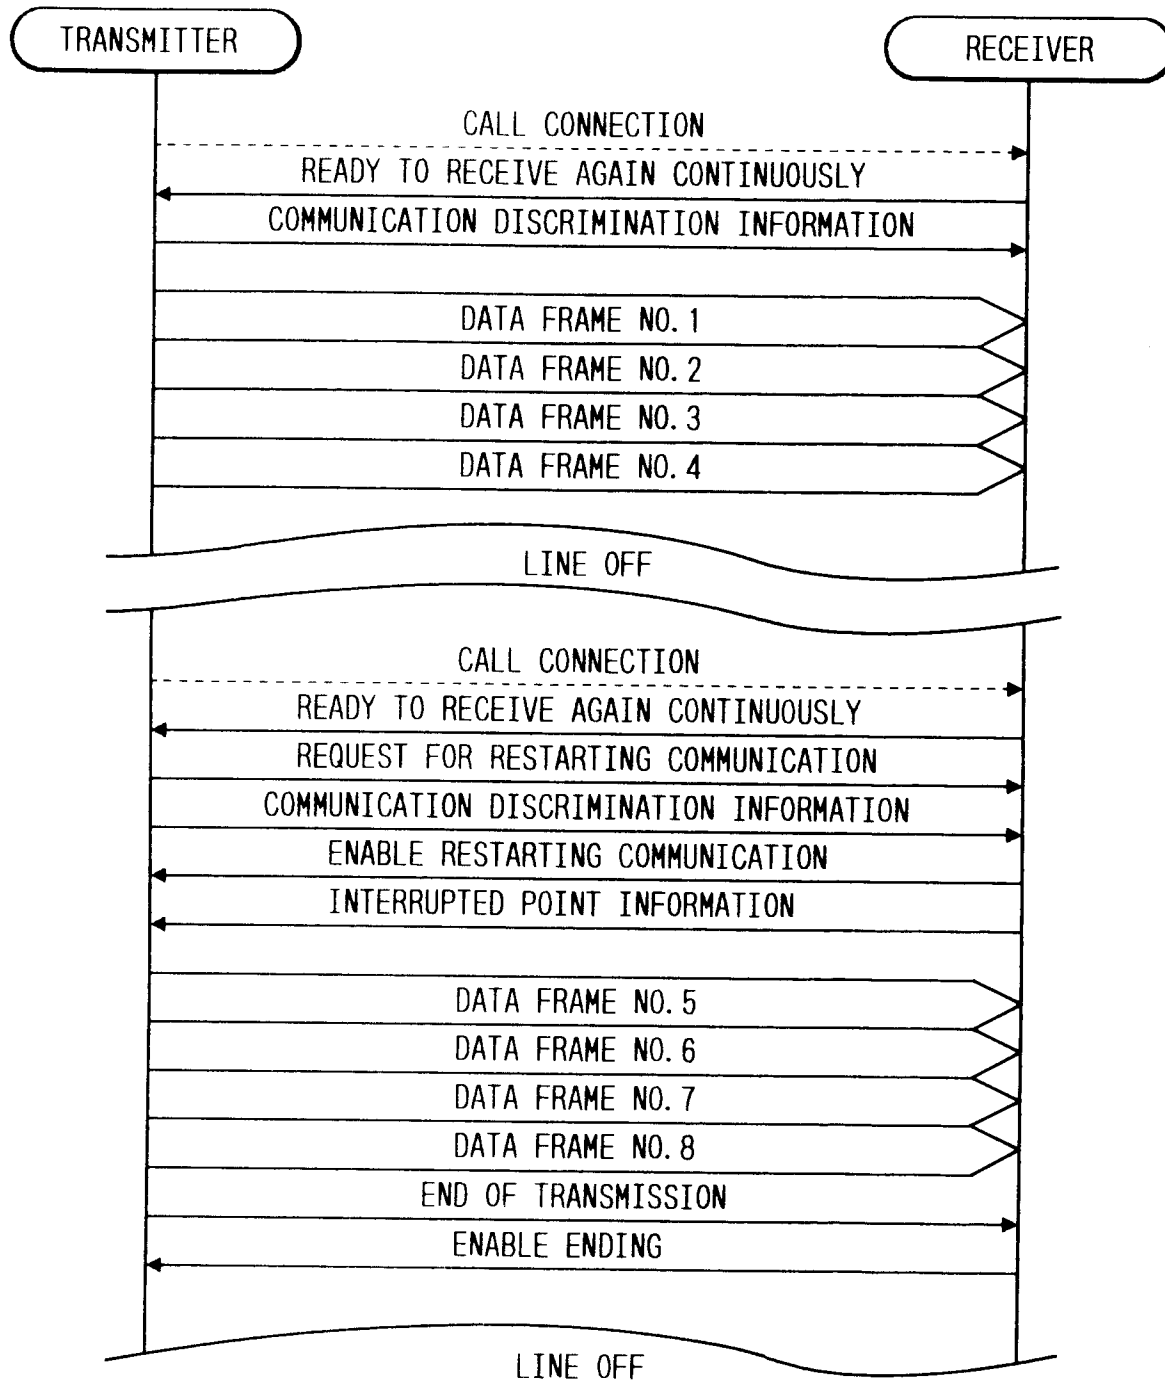 TRANSMITTER
RECEIVER
CALL CONNECTION
READY TO RECEIVE AGAIN CONTINUOUSLY
COMMUNICATION DISCRIMINATION INFORMATION
DATA FRAME NO.1
DATA FRAME NO.2
DATA FRAME NO.3
DATA FRAME NO.4
LINE OFF
CALL CONNECTION
READY TO RECEIVE AGAIN CONTINUOUSLY
REQUEST FOR RESTARTING COMMUNICATION
COMMUNICATION DISCRIMINATION INFORMATION
ENABLE RESTARTING COMMUNICATION
INTERRUPTED POINT INFORMATION
DATA FRAME NO.5
DATA FRAME NO.6
DATA FRAME NO.7
DATA FRAME NO.8
END OF TRANSMISSION
ENABLE ENDING
LINE OFF